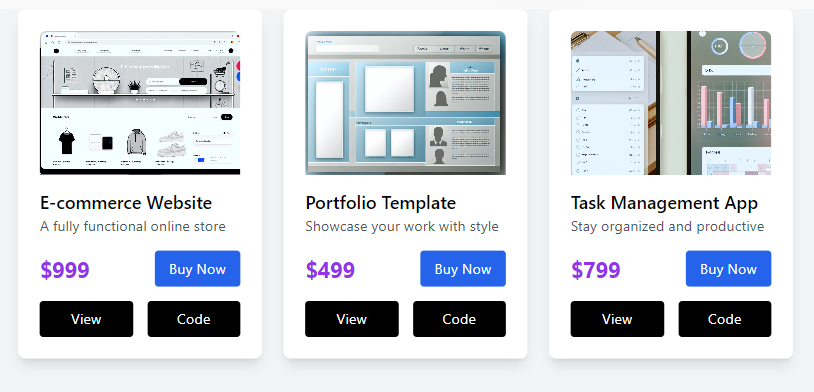 E-commerce Website
A fully functional online store
$999
Buy Now
View
Code
Portfolio Template
Showcase your work with style
$499
Buy Now
View
Code
Task Management App
Stay organized and productive
$799
Buy Now
View
Code